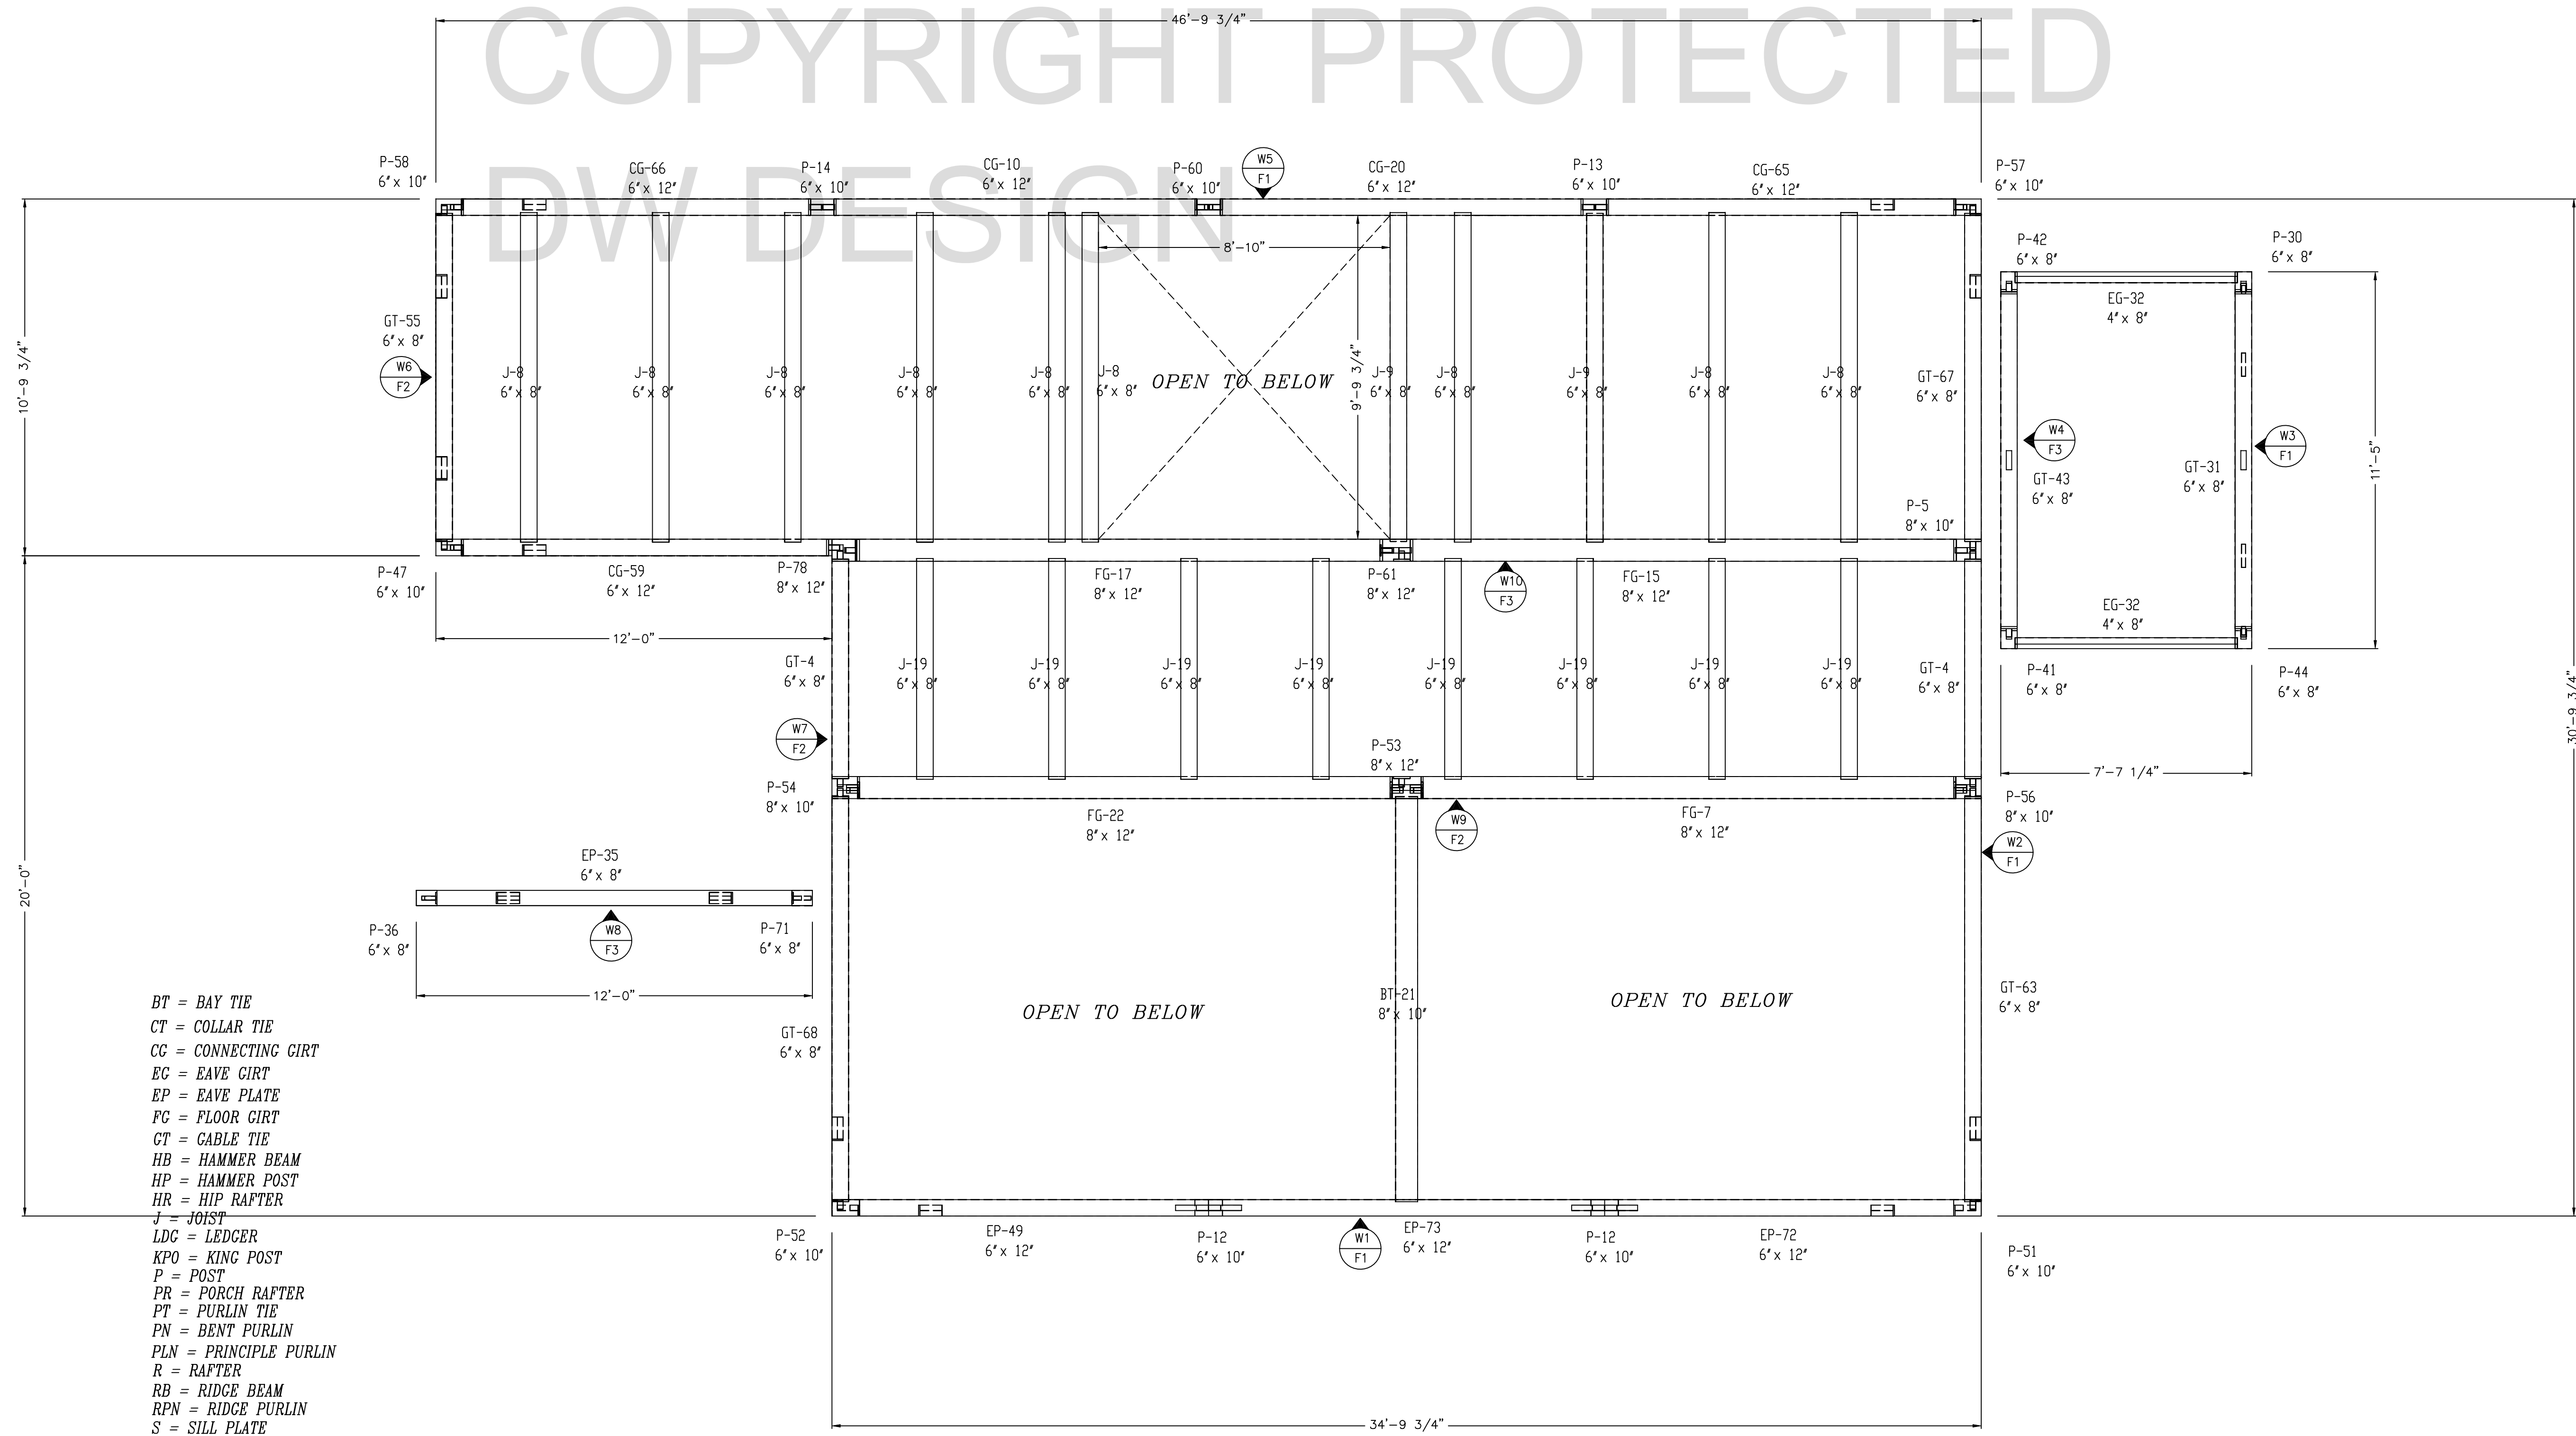 COPYRIGHT PROTECTED
DW DESIGN
46'-9 3/4"
P-58
6"x 10"
CG-66
6"x 12"
P-14
6"x 10"
CG-10
6"x 12"
P-60
6"x 10"
W5
F1
CG-20
6"x 12"
P-13
6"x 10"
CG-65
6"x 12"
P-57
6"x 10"
8'-10"
P-42
6"x 8"
P-30
6"x 8"
EG-32
4"x 8"
10'-9 3/4"
GT-55
6"x 8"
W6
F2
J-8
6"x 8"
J-8
6"x 8"
J-8
6"x 8"
J-8
6"x 8"
J-8
6"x 8"
J-8
6"x 8"
OPEN TO BELOW
9'-9 3/4"
J-9
6"x 8"
J-8
6"x 8"
J-9
6"x 8"
J-8
6"x 8"
J-8
6"x 8"
GT-67
6"x 8"
W4
F3
GT-43
6"x 8"
GT-31
6"x 8"
W3
F1
11'-5"
P-5
8"x 10"
P-47
6"x 10"
CG-59
6"x 12"
P-78
8"x 12"
FG-17
8"x 12"
P-61
8"x 12"
W10
F3
FG-15
8"x 12"
EG-32
4"x 8"
12'-0"
GT-4
6"x 8"
J-19
6"x 8"
J-19
6"x 8"
J-19
6"x 8"
J-19
6"x 8"
J-19
6"x 8"
J-19
6"x 8"
J-19
6"x 8"
J-19
6"x 8"
GT-4
6"x 8"
P-41
6"x 8"
P-44
6"x 8"
30'-9 3/4"
W7
F2
P-53
8"x 12"
7'-7 1/4"
P-54
8"x 10"
FG-22
8"x 12"
W9
F2
FG-7
8"x 12"
P-56
8"x 10"
W2
F1
20'-0"
EP-35
6"x 8"
P-36
6"x 8"
W8
F3
P-71
6"x 8"
12'-0"
GT-68
6"x 8"
OPEN TO BELOW
BT-21
8"x 10"
OPEN TO BELOW
GT-63
6"x 8"
P-52
6"x 10"
EP-49
6"x 12"
P-12
6"x 10"
W1
F1
EP-73
6"x 12"
P-12
6"x 10"
EP-72
6"x 12"
P-51
6"x 10"
34'-9 3/4"
BT = BAY TIE
CT = COLLAR TIE
CG = CONNECTING GIRT
EG = EAVE GIRT
EP = EAVE PLATE
FG = FLOOR GIRT
GT = GABLE TIE
HB = HAMMER BEAM
HP = HAMMER POST
HR = HIP RAFTER
J = JOIST
LDG = LEDGER
KPO = KING POST
P = POST
PR = PORCH RAFTER
PT = PURLIN TIE
PN = BENT PURLIN
PLN = PRINCIPLE PURLIN
R = RAFTER
RB = RIDGE BEAM
RPN = RIDGE PURLIN
S = SILL PLATE